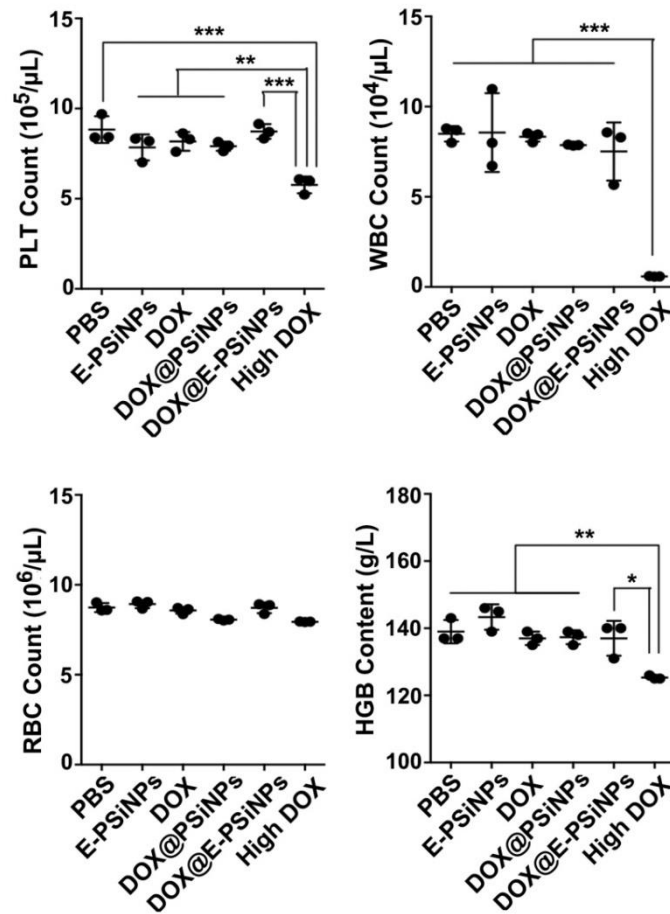 PLT Count (10⁵/μL)
15
10
5
0
***
**
***
PBS
E-PSiNPs
DOX
DOX@PSiNPs
DOX@E-PSiNPs
High DOX
WBC Count (10⁴/μL)
15
10
5
0
***
PBS
E-PSiNPs
DOX
DOX@PSiNPs
DOX@E-PSiNPs
High DOX
RBC Count (10⁶/μL)
15
10
5
0
PBS
E-PSiNPs
DOX
DOX@PSiNPs
DOX@E-PSiNPs
High DOX
HGB Content (g/L)
180
160
140
120
100
**
*
PBS
E-PSiNPs
DOX
DOX@PSiNPs
DOX@E-PSiNPs
High DOX